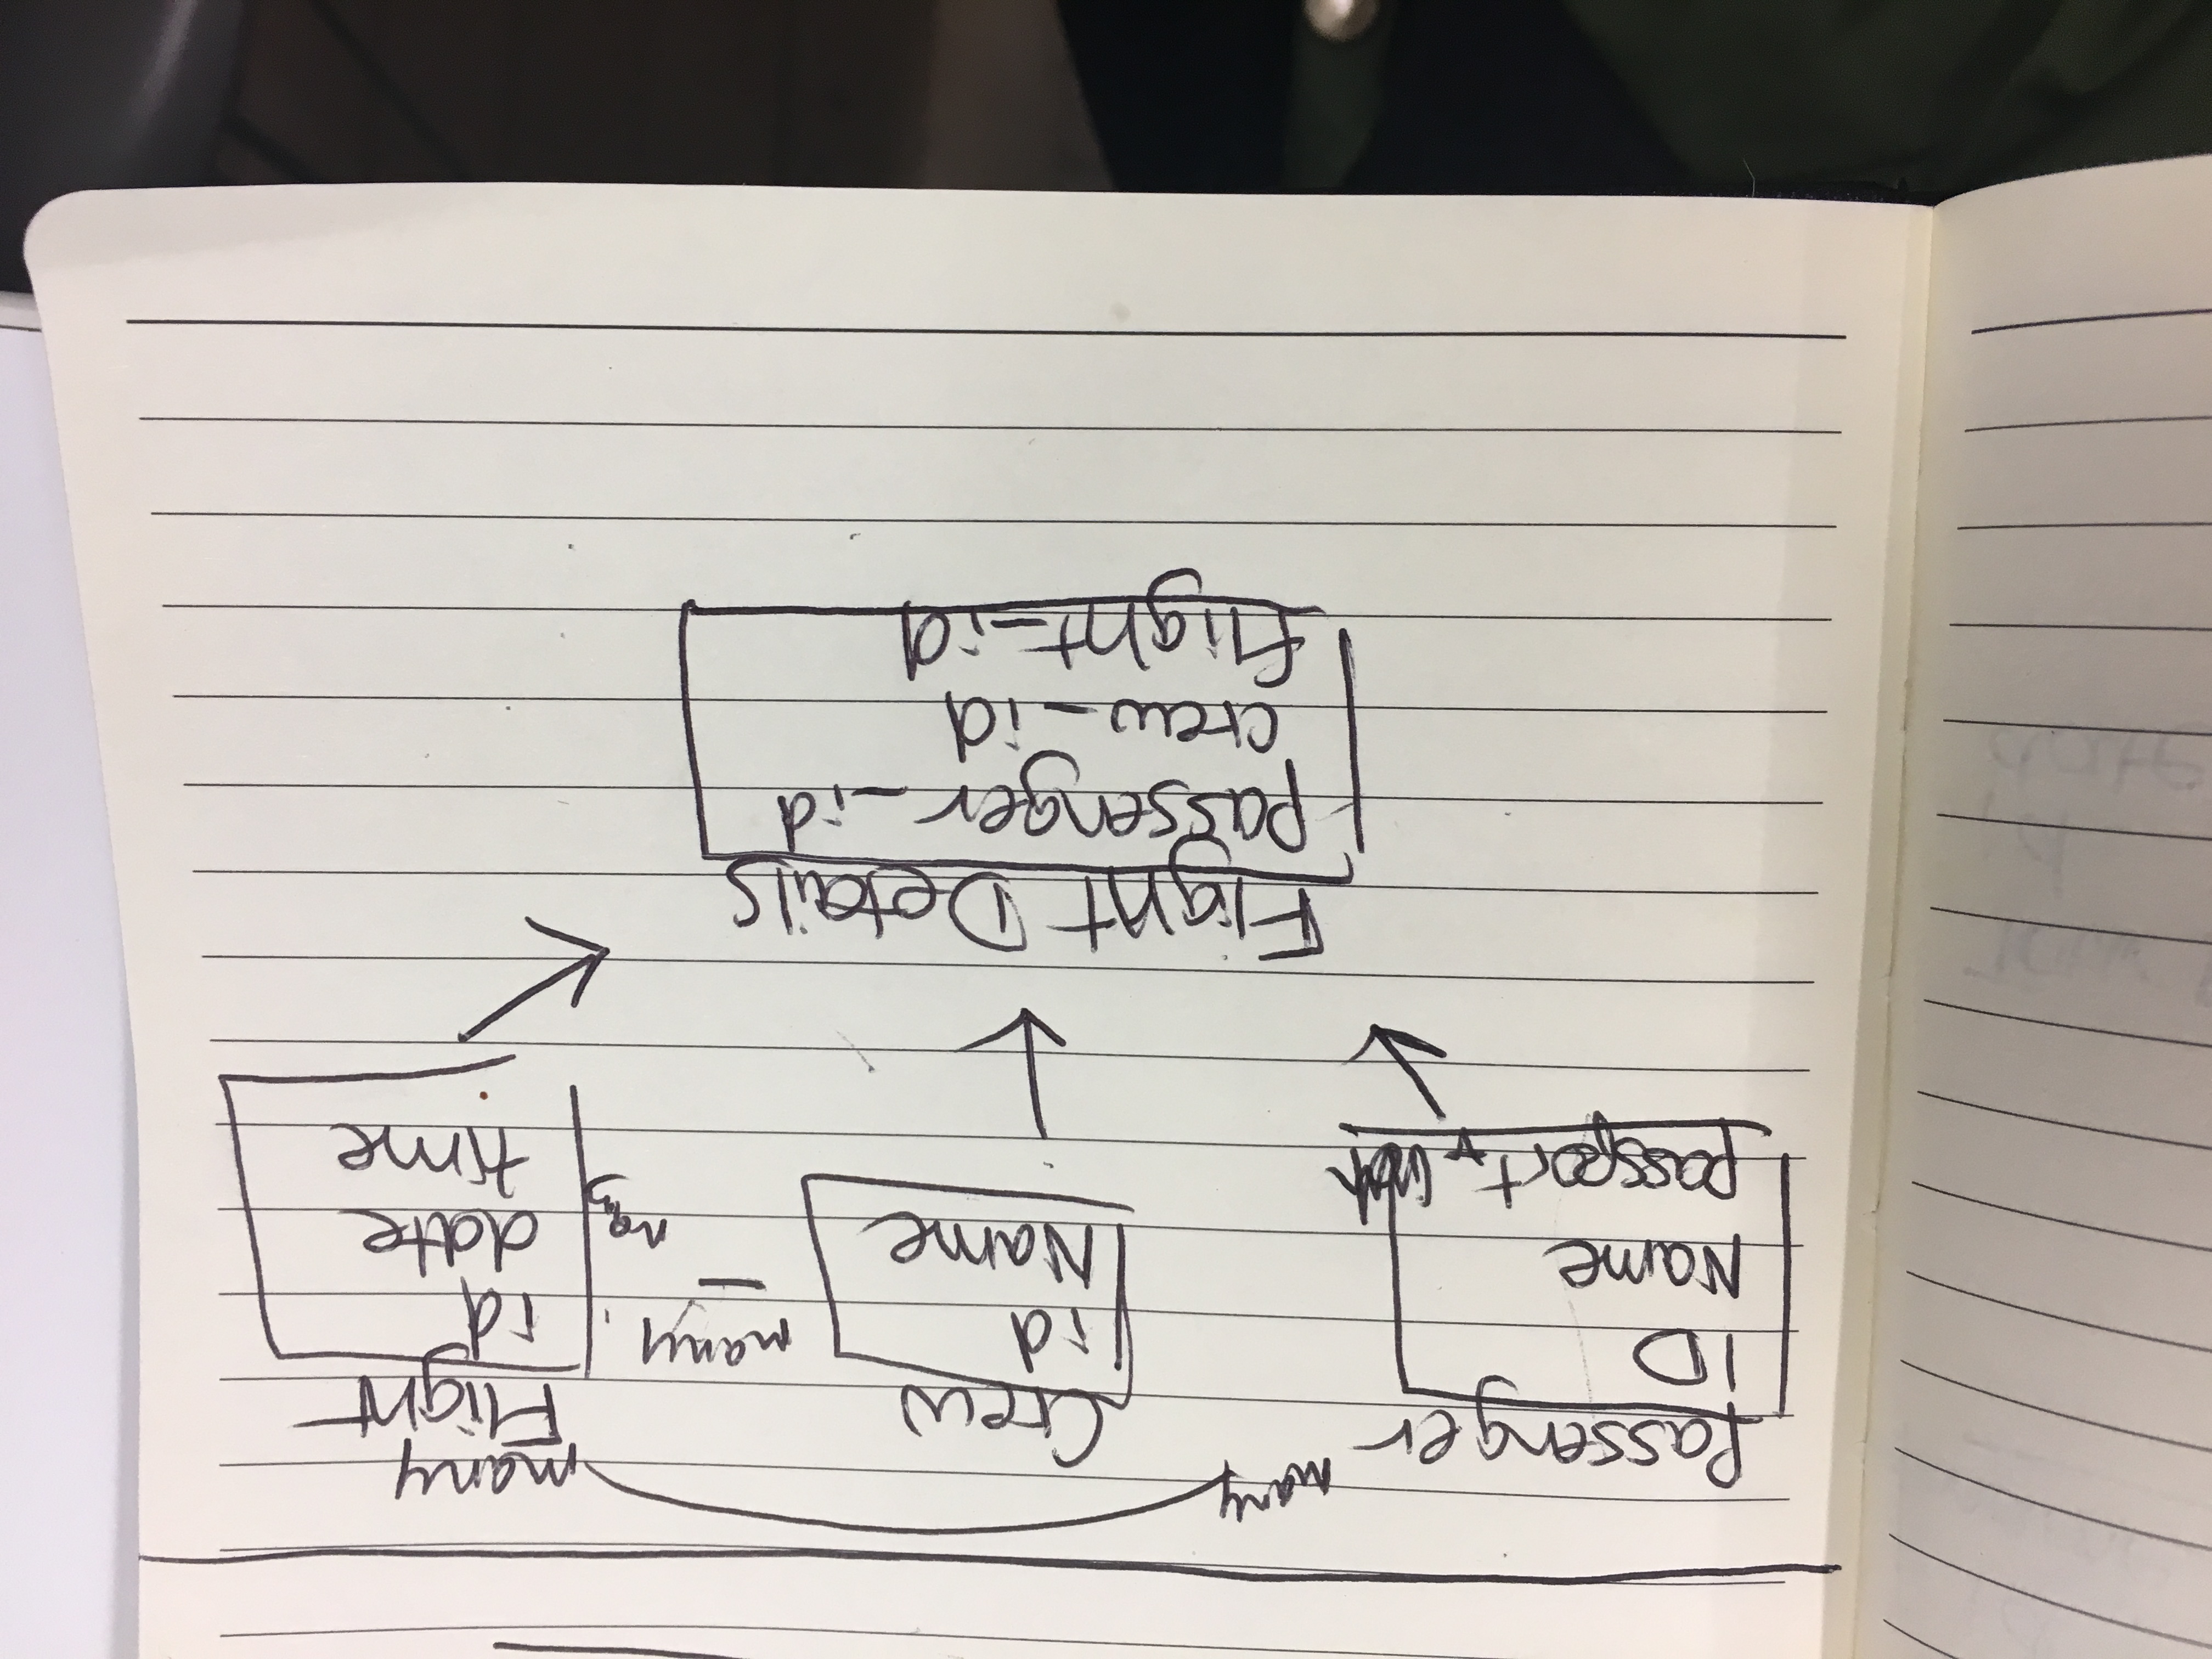 many many
Passenger Crew Flight
ID id many id
Name Name — many date
passport time
Flight Details
passenger_id
crew_id
flight_id